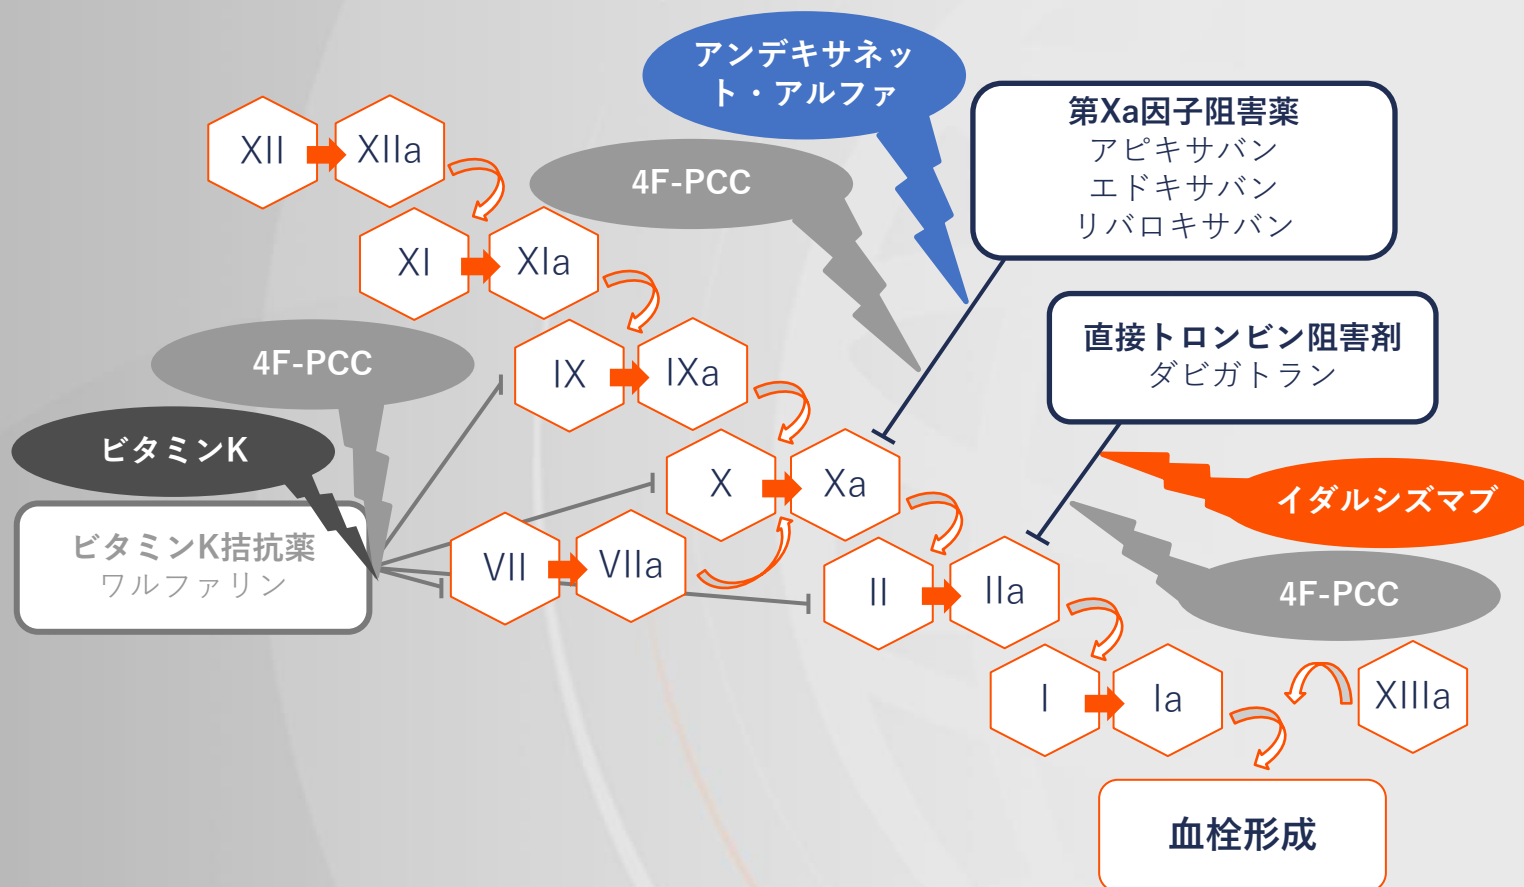 アンデキサネッ
ト・アルファ
第Xa因子阻害薬
アピキサバン
エドキサバン
リバロキサバン
4F-PCC
XII
XIIa
XI
XIa
直接トロンビン阻害剤
ダビガトラン
4F-PCC
IX
IXa
ビタミンK
X
Xa
イダルシズマブ
ビタミンK拮抗薬
ワルファリン
VII
VIIa
II
IIa
4F-PCC
I
Ia
XIIIa
血栓形成